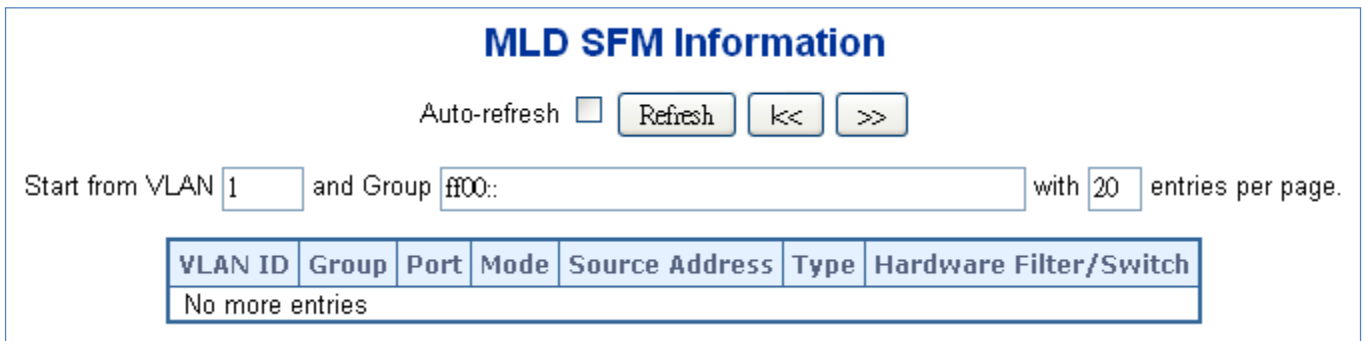 MLD SFM Information
Auto-refresh Refresh |<< >>
Start from VLAN 1 and Group ff00:: with 20 entries per page.
VLAN ID Group Port Mode Source Address Type Hardware Filter/Switch
No more entries